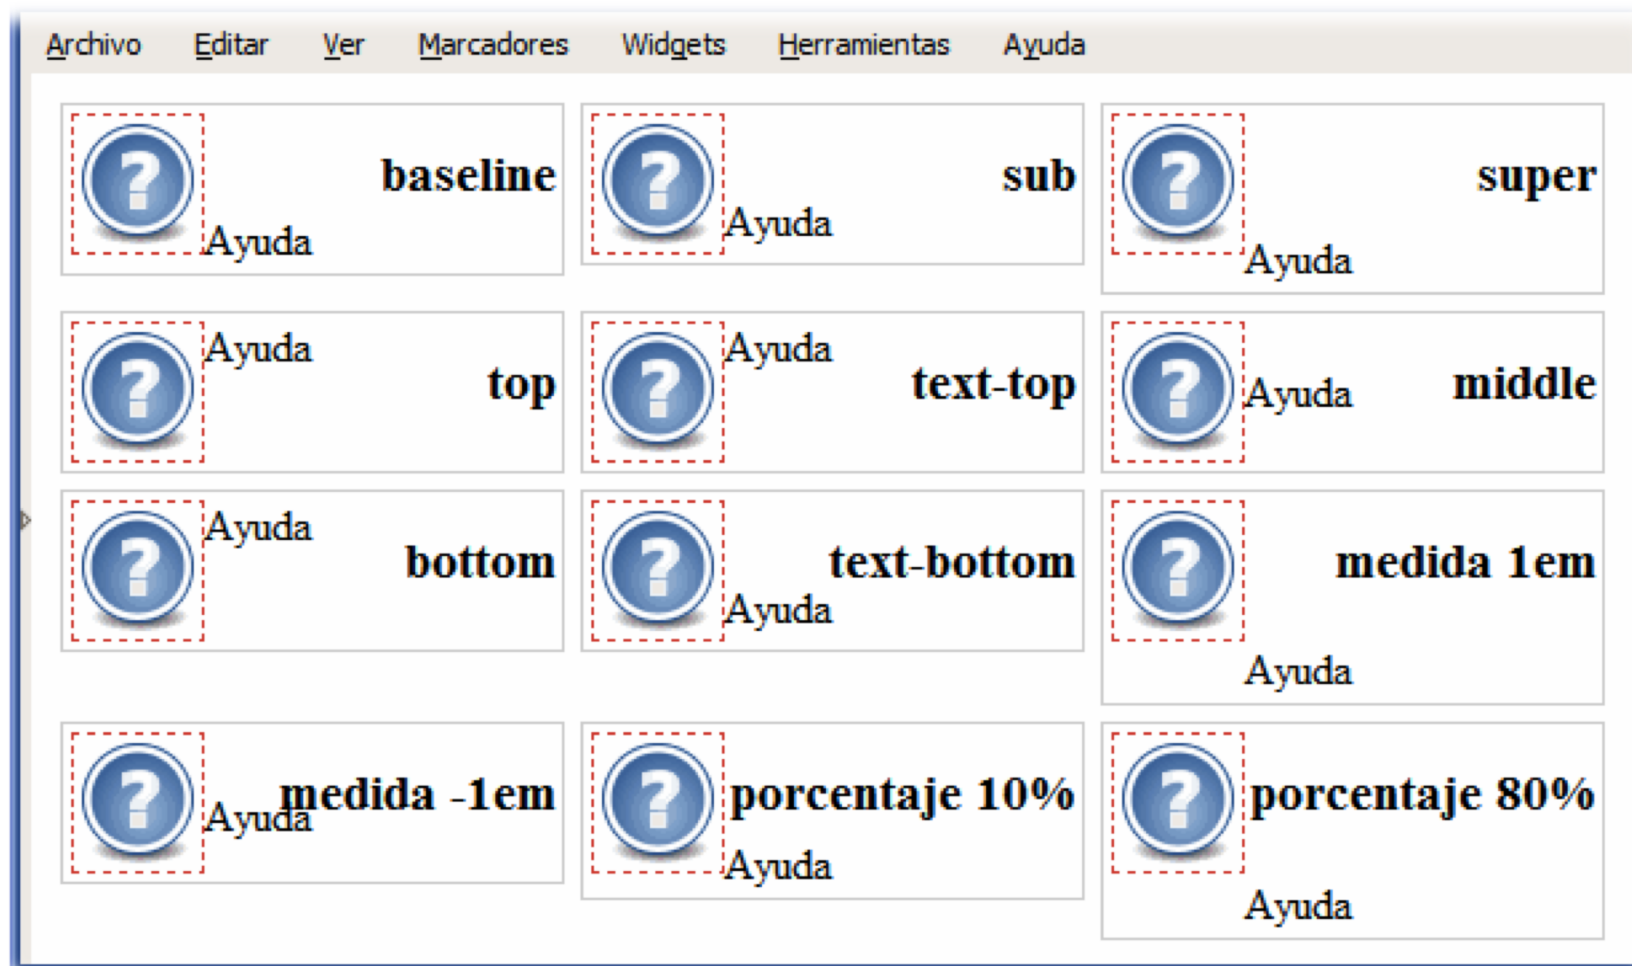 Archivo Editar Ver Marcadores Widgets Herramientas Ayuda
? baseline Ayuda
? sub Ayuda
? super Ayuda
? Ayuda top
? Ayuda text-top
? Ayuda middle
? Ayuda bottom
? text-bottom Ayuda
? medida 1em Ayuda
? Ayuda medida -1em
? porcentaje 10% Ayuda
? porcentaje 80% Ayuda